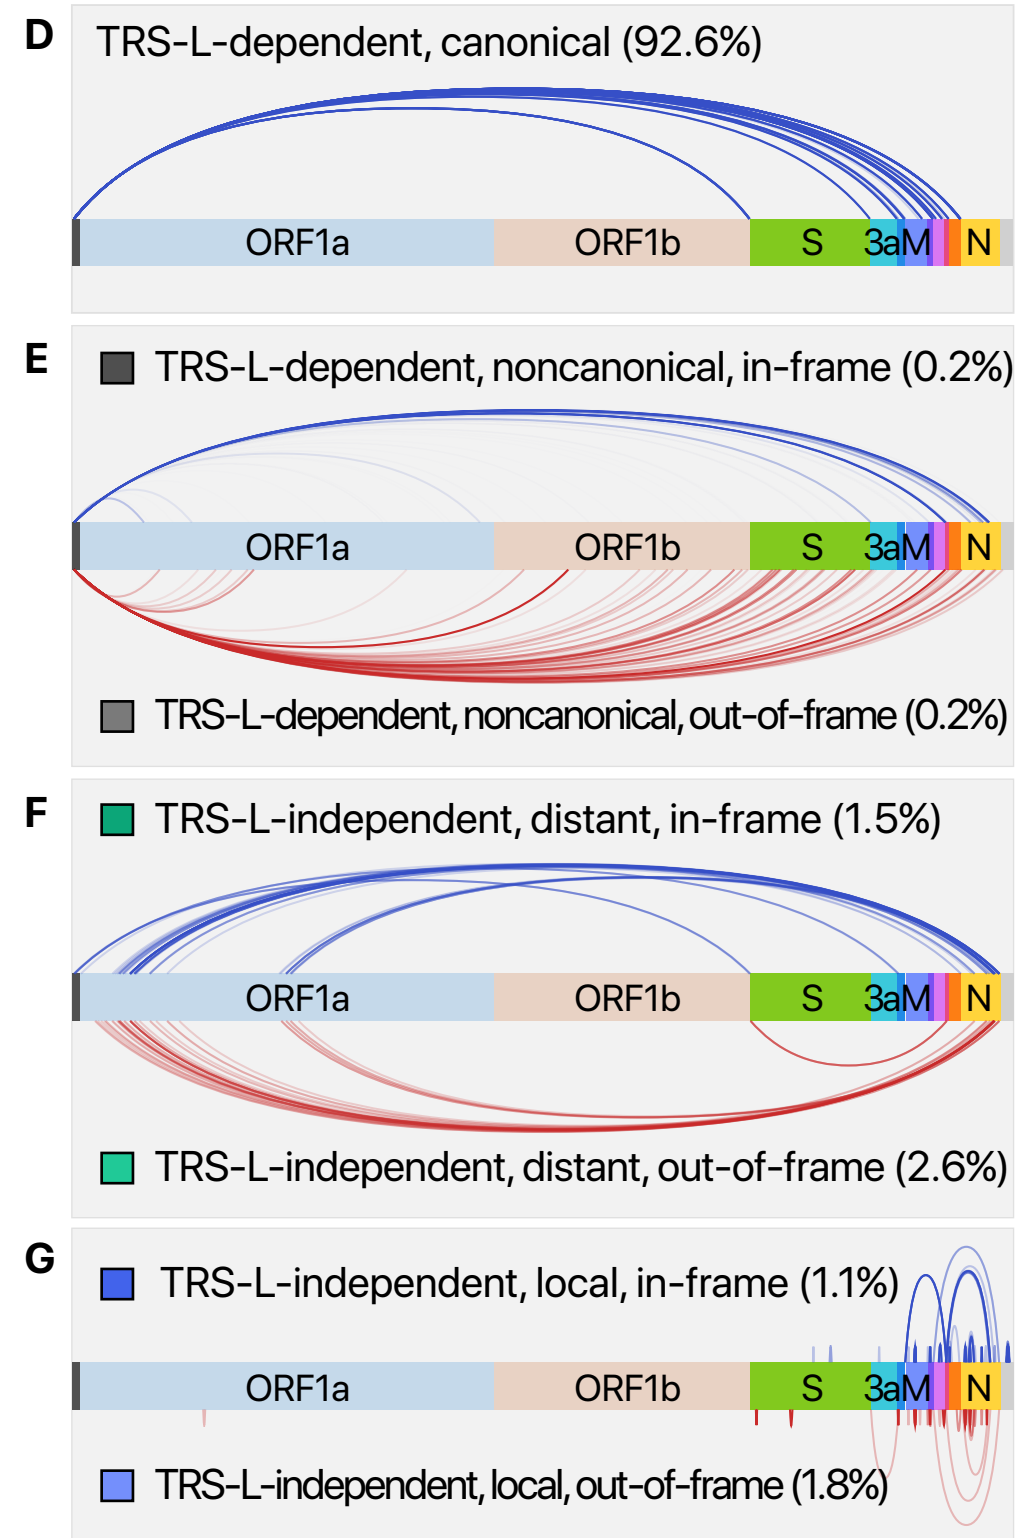 D
TRS-L-dependent, canonical (92.6%)
ORF1a ORF1b S 3a M N
E
TRS-L-dependent, noncanonical, in-frame (0.2%)
ORF1a ORF1b S 3a M N
TRS-L-dependent, noncanonical, out-of-frame (0.2%)
F
TRS-L-independent, distant, in-frame (1.5%)
ORF1a ORF1b S 3a M N
TRS-L-independent, distant, out-of-frame (2.6%)
G
TRS-L-independent, local, in-frame (1.1%)
ORF1a ORF1b S 3a M N
TRS-L-independent, local, out-of-frame (1.8%)